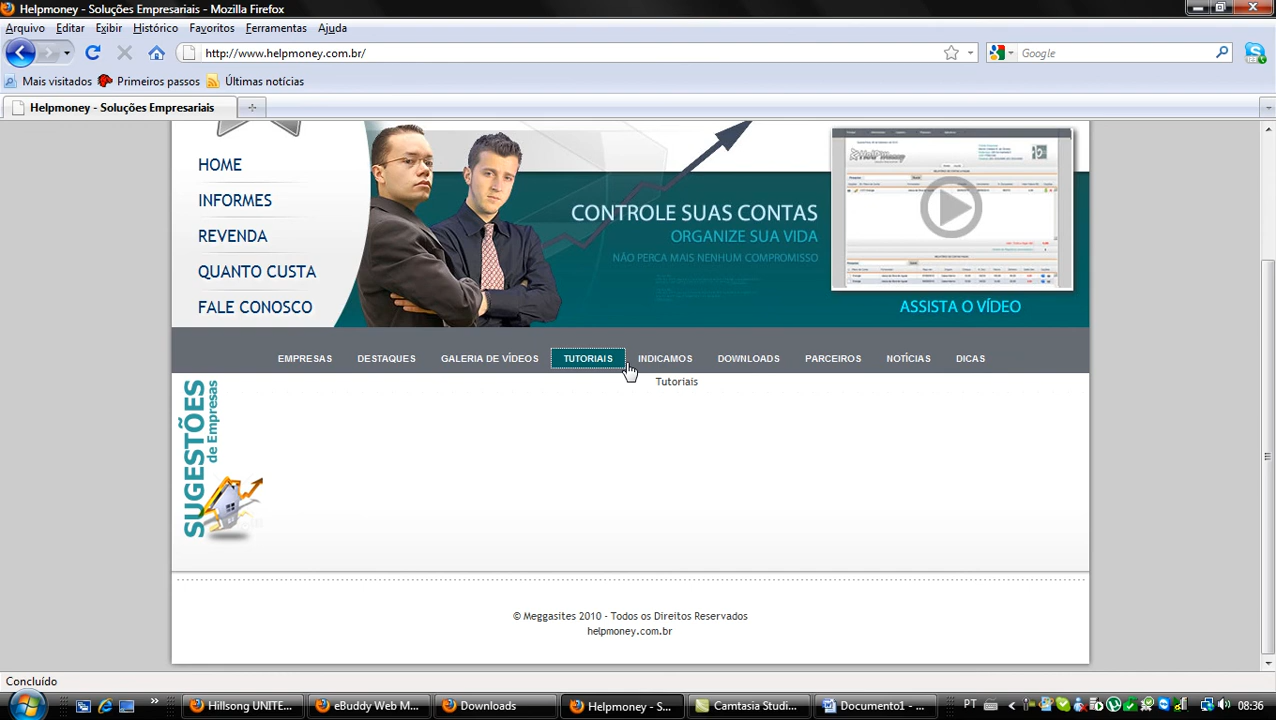 Helpmoney - Soluções Empresariais - Mozilla Firefox
Arquivo Editar Exibir Histórico Favoritos Ferramentas Ajuda
http://www.helpmoney.com.br/
Google
Mais visitados Primeiros passos Últimas notícias
Helpmoney - Soluções Empresariais
HOME
INFORMES
REVENDA
QUANTO CUSTA
FALE CONOSCO
CONTROLE SUAS CONTAS
ORGANIZE SUA VIDA
NÃO PERCA MAIS NENHUM COMPROMISSO
HelpMoney
ASSISTA O VÍDEO
EMPRESAS DESTAQUES GALERIA DE VÍDEOS TUTORIAIS INDICAMOS DOWNLOADS PARCEIROS NOTÍCIAS DICAS
Tutoriais
SUGESTÕES
de Empresas
© Meggasites 2010 - Todos os Direitos Reservados
helpmoney.com.br
Concluído
Hillsong UNITE... eBuddy Web M... Downloads Helpmoney - S... Camtasia Studi... Documento1 - ... PT 08:36